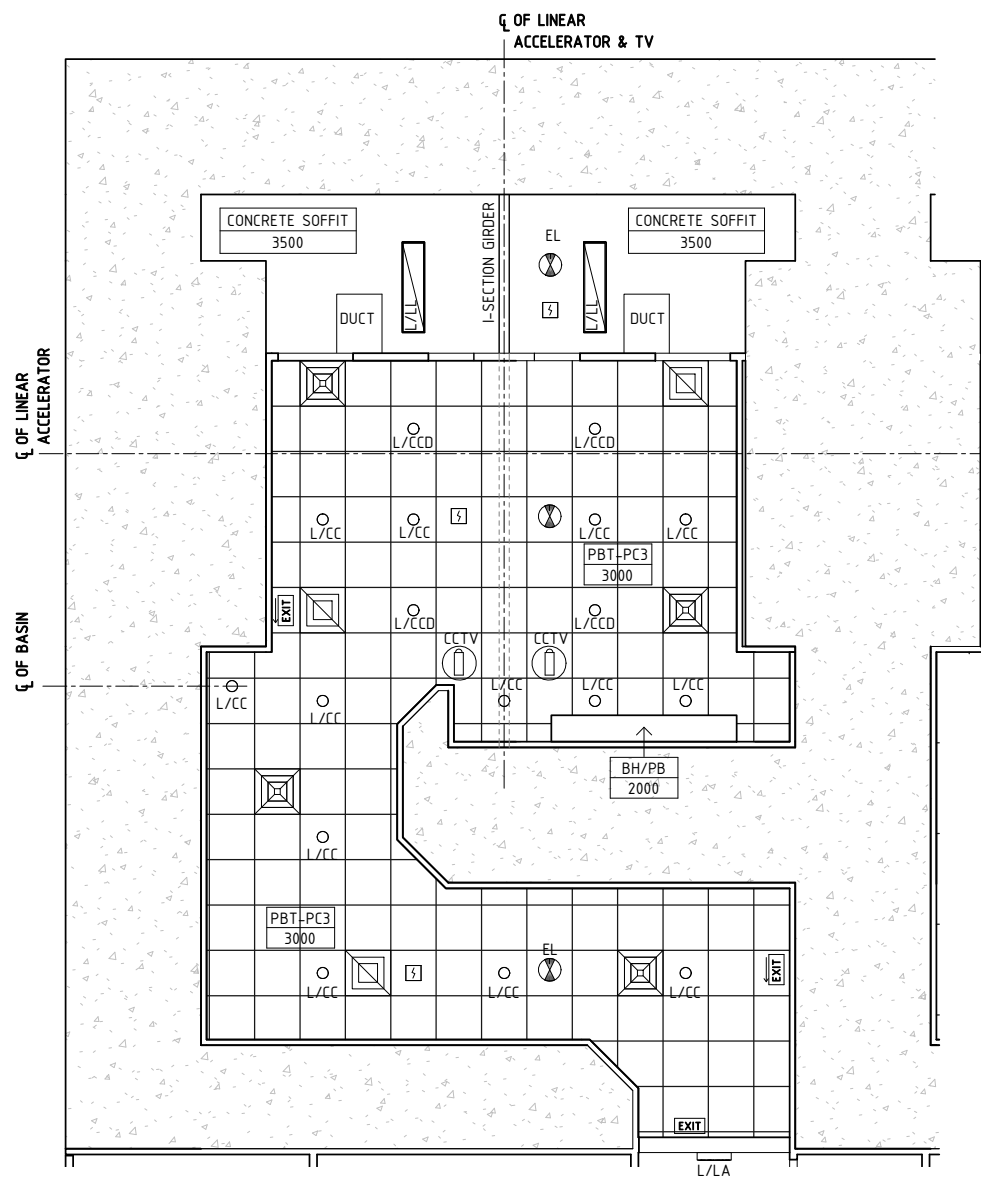 ℄ OF LINEAR
ACCELERATOR & TV
CONCRETE SOFFIT
3500
I-SECTION GIRDER
EL
CONCRETE SOFFIT
3500
L/LL
L/LL
DUCT
DUCT
℄ OF LINEAR
ACCELERATOR
L/CCD
L/CCD
L/CC
L/CC
L/CC
L/CC
PBT-PC3
3000
EXIT
L/CCD
L/CCD
CCTV
CCTV
℄ OF BASIN
L/CC
L/CC
L/CC
L/CC
L/CC
BH/PB
2000
L/CC
PBT-PC3
3000
EL
L/CC
L/CC
L/CC
EXIT
EXIT
L/LA